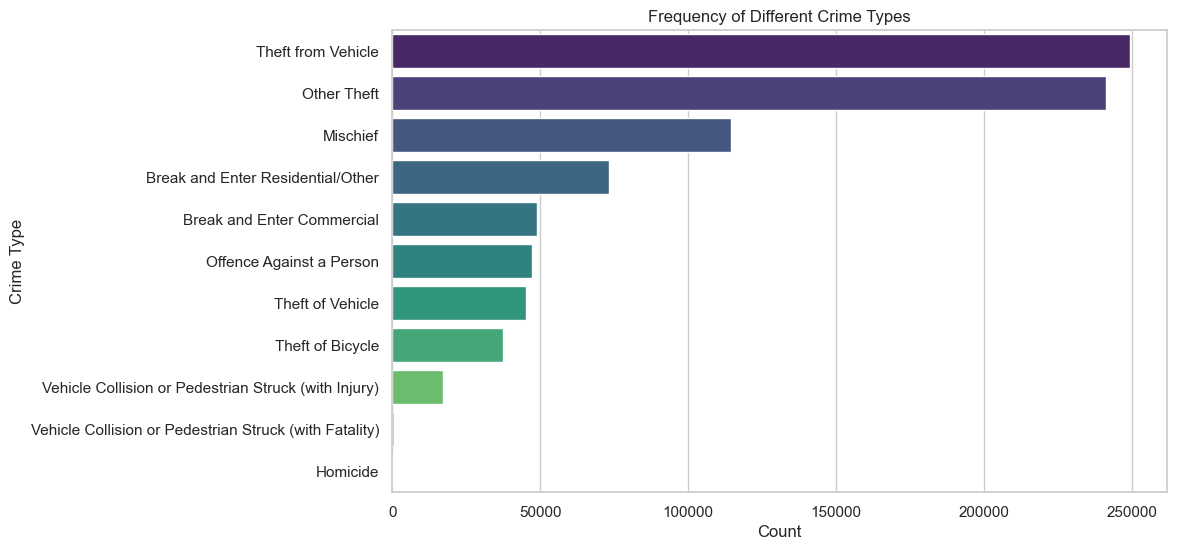 Frequency of Different Crime Types
Crime Type
Theft from Vehicle
Other Theft
Mischief
Break and Enter Residential/Other
Break and Enter Commercial
Offence Against a Person
Theft of Vehicle
Theft of Bicycle
Vehicle Collision or Pedestrian Struck (with Injury)
Vehicle Collision or Pedestrian Struck (with Fatality)
Homicide
0 50000 100000 150000 200000 250000
Count